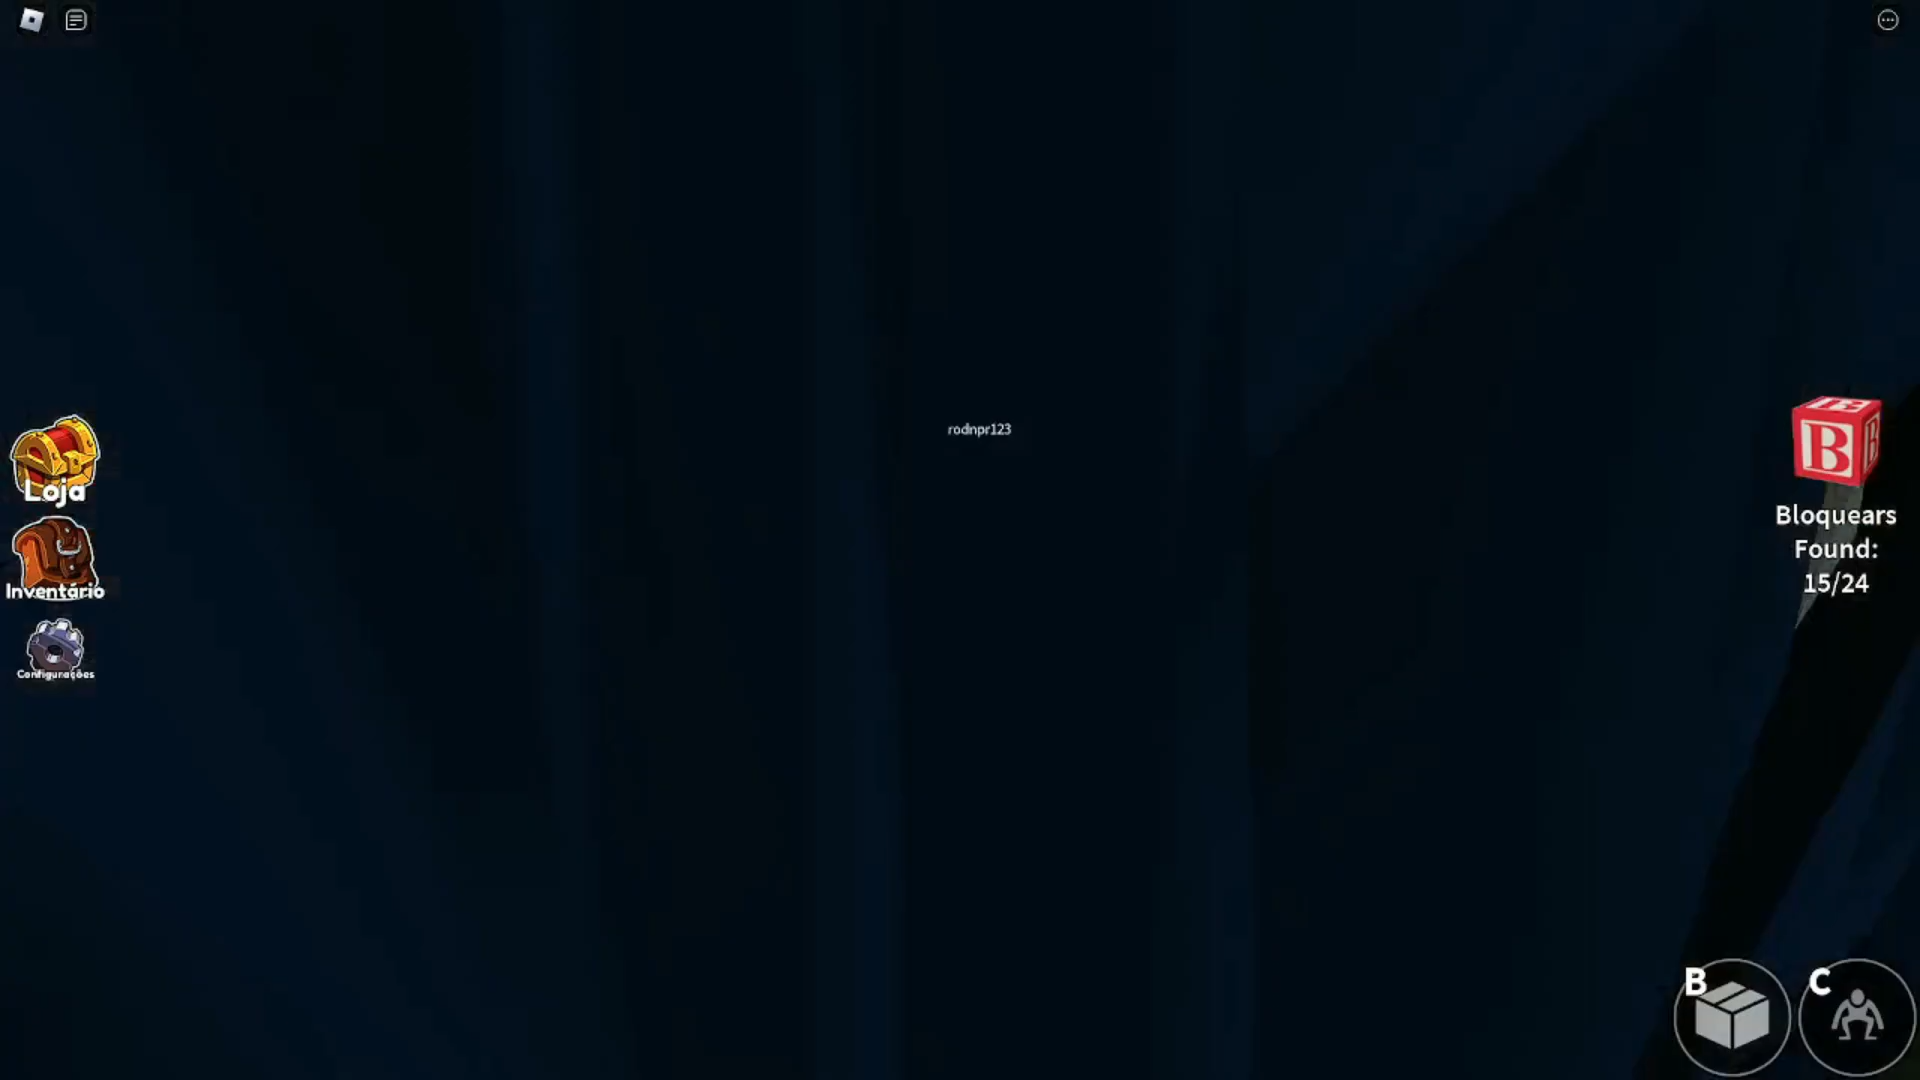 rodnpr123
Loja
Inventário
Configurações
B
B
B
Bloquears
Found:
15/24
B
C